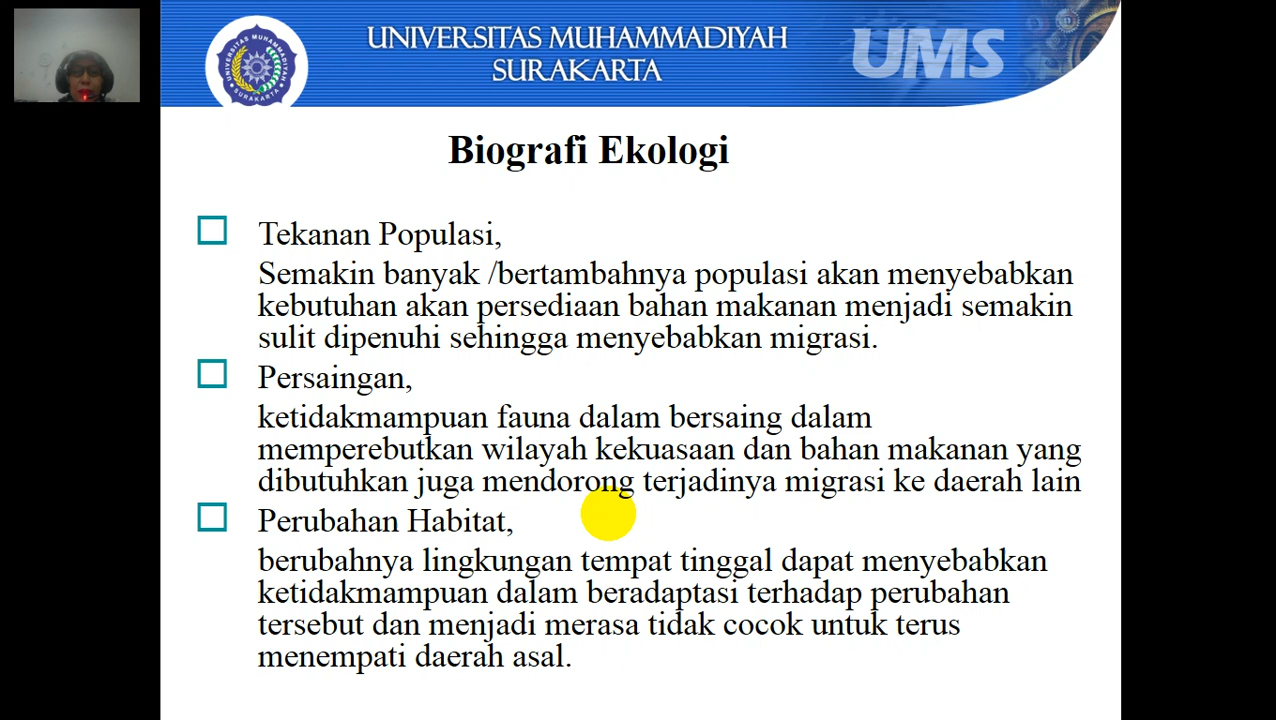 UNIVERSITAS MUHAMMADIYAH
SURAKARTA
UMS
UNIVERSITAS MUHAMMADIYAH
SURAKARTA
Biografi Ekologi
Tekanan Populasi,
Semakin banyak /bertambahnya populasi akan menyebabkan
kebutuhan akan persediaan bahan makanan menjadi semakin
sulit dipenuhi sehingga menyebabkan migrasi.
Persaingan,
ketidakmampuan fauna dalam bersaing dalam
memperebutkan wilayah kekuasaan dan bahan makanan yang
dibutuhkan juga mendorong terjadinya migrasi ke daerah lain
Perubahan Habitat,
berubahnya lingkungan tempat tinggal dapat menyebabkan
ketidakmampuan dalam beradaptasi terhadap perubahan
tersebut dan menjadi merasa tidak cocok untuk terus
menempati daerah asal.